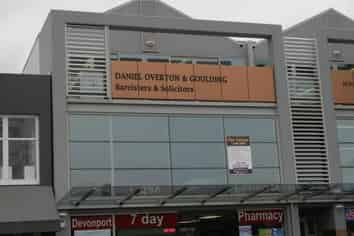 DANIEL OVERTON & GOULDING
Barristers & Solicitors
Devonport
7 day
Pharmacy